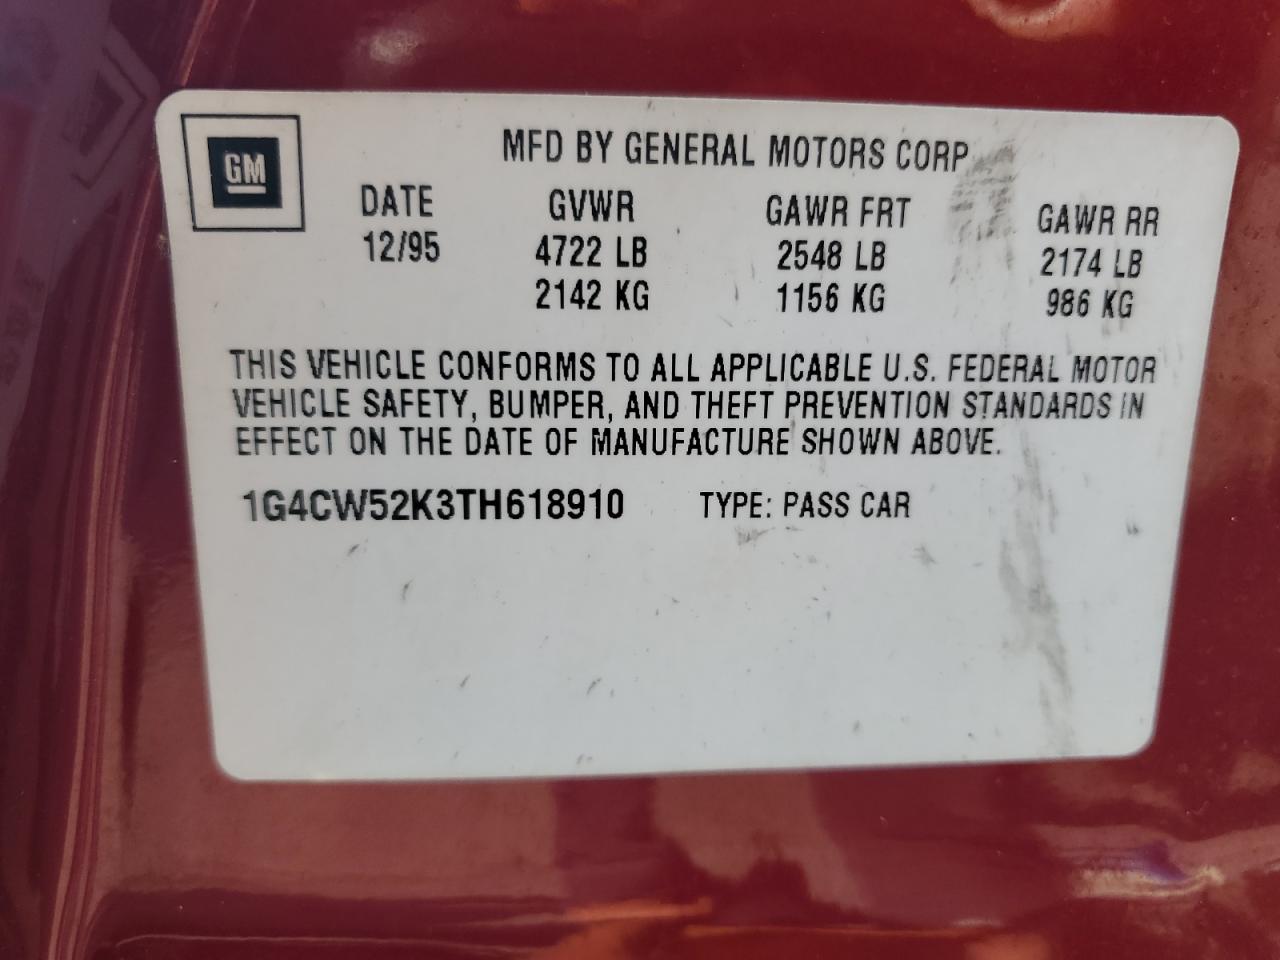 GM
MFD BY GENERAL MOTORS CORP
DATE GVWR GAWR FRT GAWR RR
12/95 4722 LB 2548 LB 2174 LB
2142 KG 1156 KG 986 KG
THIS VEHICLE CONFORMS TO ALL APPLICABLE U.S. FEDERAL MOTOR
VEHICLE SAFETY, BUMPER, AND THEFT PREVENTION STANDARDS IN
EFFECT ON THE DATE OF MANUFACTURE SHOWN ABOVE.
1G4CW52K3TH618910 TYPE: PASS CAR